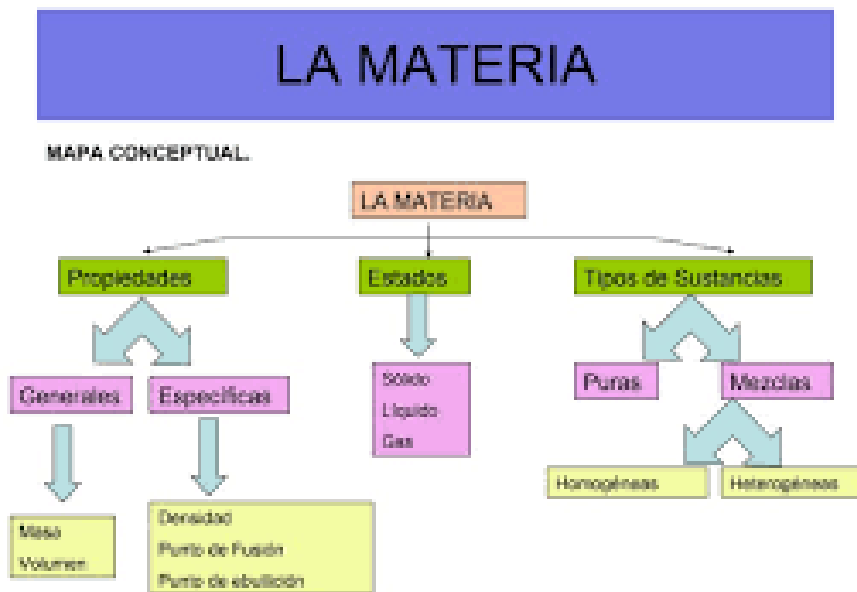 LA MATERIA
MAPA CONCEPTUAL.
LA MATERIA
Propiedades
Estados
Tipos de Sustancias
Generales
Específicas
Sólido
Líquido
Gas
Puras
Mezclas
Homogéneas
Heterogéneas
Masa
Volumen
Densidad
Punto de Fusión
Punto de ebullición